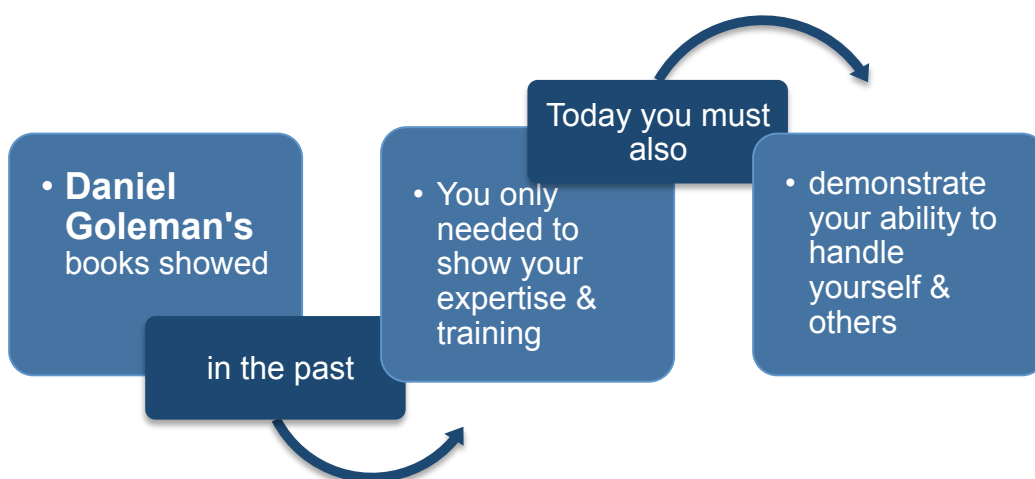 • Daniel
Goleman's
books showed
in the past
• You only
needed to
show your
expertise &
training
Today you must
also
• demonstrate
your ability to
handle
yourself &
others